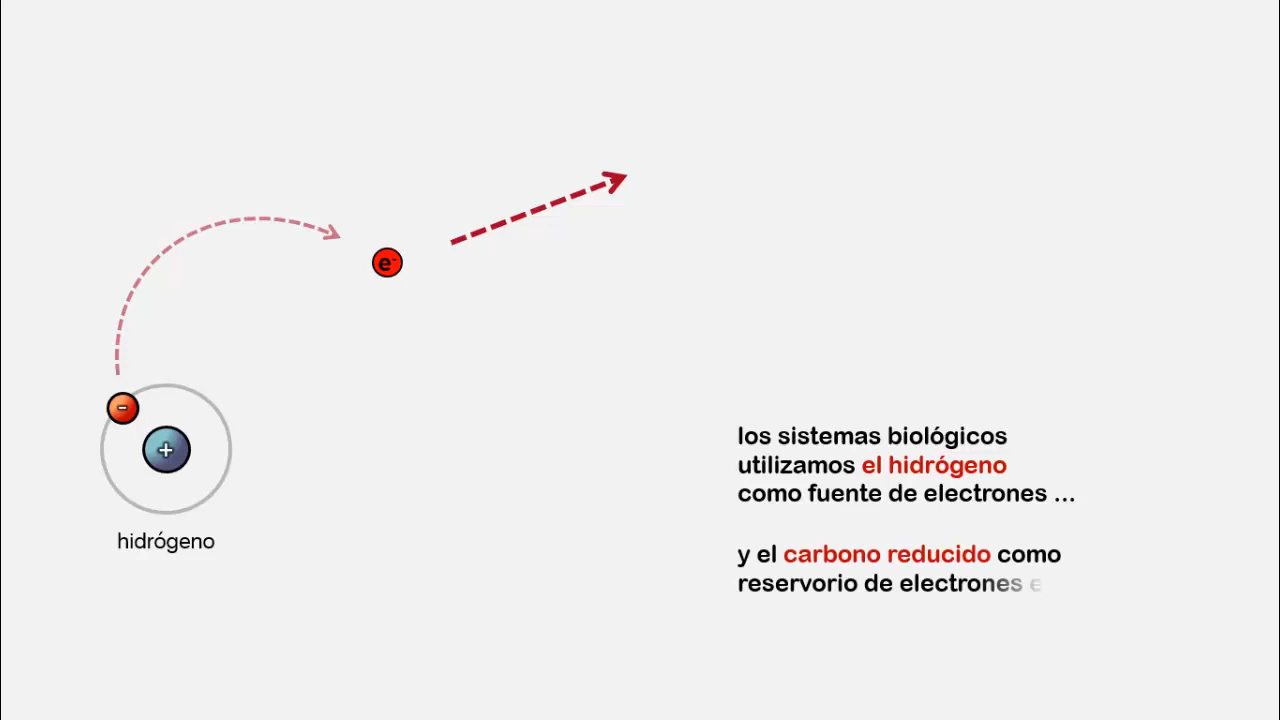 e-
-
+
hidrógeno
los sistemas biológicos
utilizamos el hidrógeno
como fuente de electrones ...
y el carbono reducido como
reservorio de electrones e